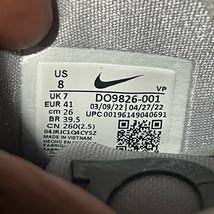 US
8
VP
UK 7
EUR 41
cm 26
BR 39.5
CN 260(2.5)
DO9826-001
03/09/22 04/27/22
UPC 00196149040691
MADE IN VIETNAM